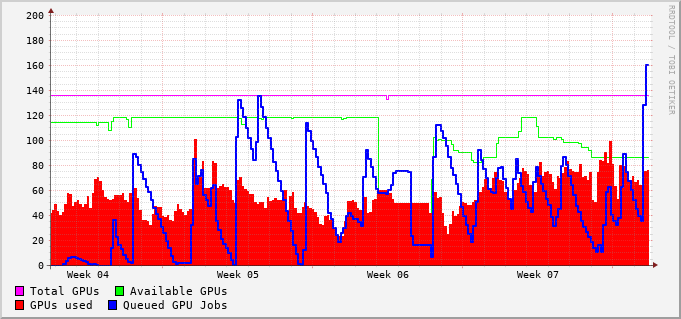 200
180
160
140
120
100
80
60
40
20
0
Week 04 Week 05 Week 06 Week 07
Total GPUs Available GPUs
GPUs used Queued GPU Jobs
RRDTOOL / TOBI OETIKER